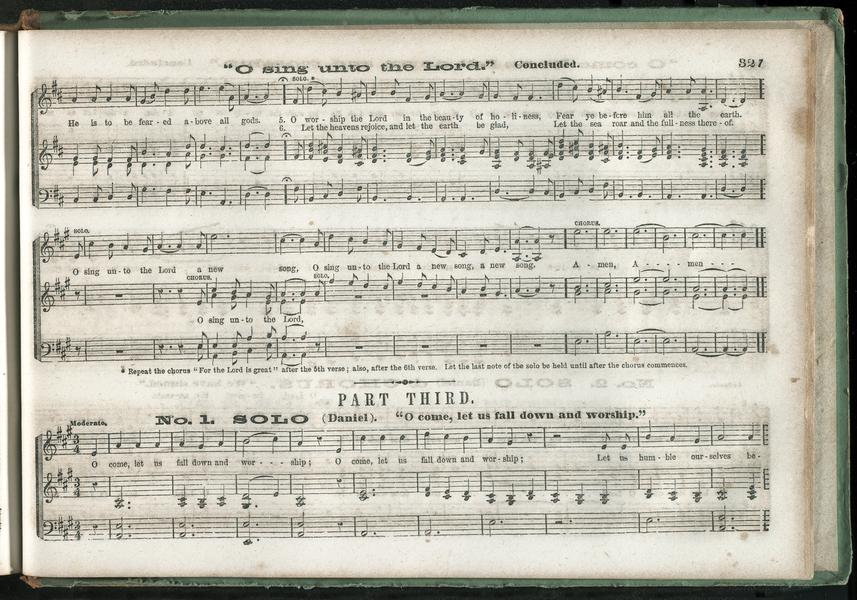 "O sing unto the Lord." Concluded. 327
SOLO. *
He is to be fear - ed a - bove all gods. 5. O wor - ship the Lord in the beau - ty of ho - li - ness, Fear ye be - fore him all the earth.
6. Let the heavens rejoice, and let the earth be glad, Let the sea roar and the full - ness there - of.
SOLO. CHORUS.
O sing un - to the Lord a new song, O sing un - to the Lord a new song, a new song. A - men, A - - - - men - - - -
CHORUS. SOLO.
O sing un - to the Lord,
* Repeat the chorus "For the Lord is great" after the 5th verse; also, after the 6th verse. Let the last note of the solo be held until after the chorus commences.
PART THIRD.
No. 1. SOLO (Daniel). "O come, let us fall down and worship."
Moderato.
3/4
O come, let us fall down and wor - - - ship; O come, let us fall down and wor - ship; Let us hum - ble our - selves be -
3/4
3/4